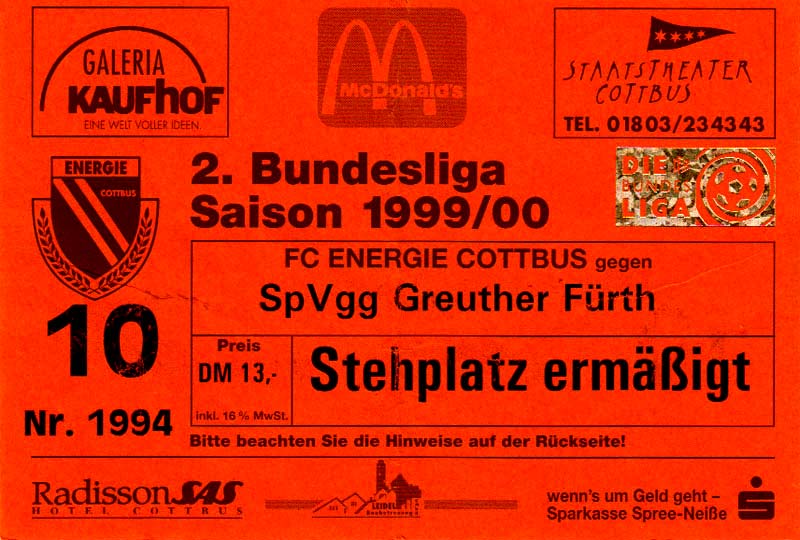 GALERIA
KAUFHOF
EINE WELT VOLLER IDEEN.
McDonald's
STAATSTHEATER
COTTBUS
TEL. 01803/234343
ENERGIE
COTTBUS
2. Bundesliga
Saison 1999/00
DIE
BUNDES
LIGA
FC ENERGIE COTTBUS gegen
SpVgg Greuther Fürth
10
Preis
DM 13,-
inkl. 16% MwSt.
Stehplatz ermäßigt
Nr. 1994
Bitte beachten Sie die Hinweise auf der Rückseite!
Radisson SAS
HOTEL COTTBUS
wenn's um Geld geht –
Sparkasse Spree-Neiße